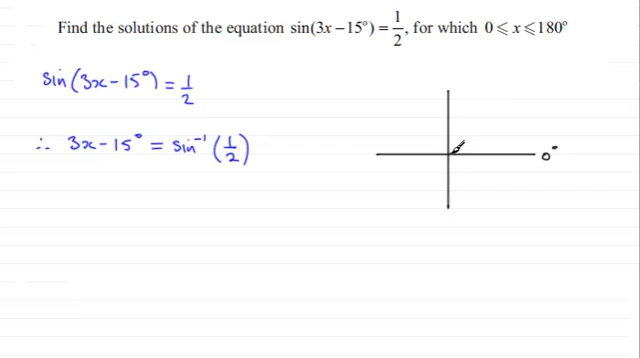 Find the solutions of the equation sin(3x − 15°) = 1/2, for which 0 ⩽ x ⩽ 180°
sin(3x − 15°) = 1/2
∴ 3x − 15° = sin⁻¹(1/2)
0°